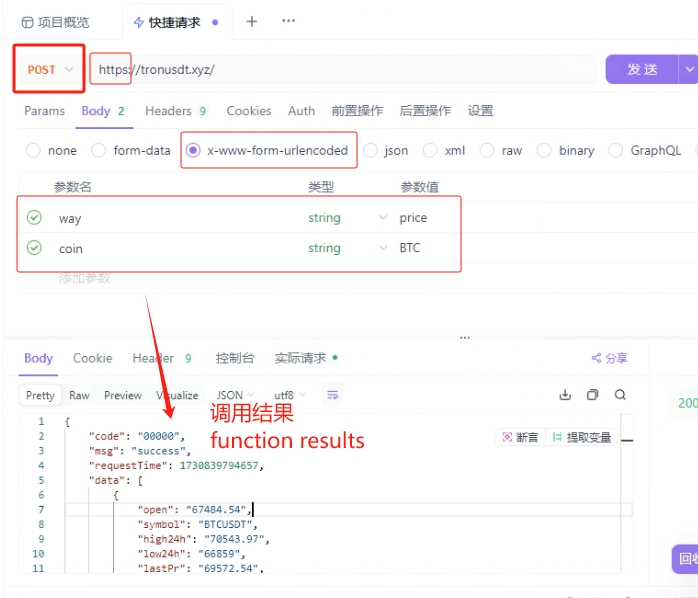 项目概览 快捷请求
POST https://tronusdt.xyz/ 发 送
Params Body 2 Headers 9 Cookies Auth 前置操作 后置操作 设置
none form-data x-www-form-urlencoded json xml raw binary GraphQL
参数名 类型 参数值
way string price
coin string BTC
添加参数
Body Cookie Header 9 控制台 实际请求 分享
Pretty Raw Preview Visualize JSON utf8
200
调用结果
function results
断言 提取变量
1 {
2 "code": "00000",
3 "msg": "success",
4 "requestTime": 1730839794657,
5 "data": [
6 {
7 "open": "67484.54",
8 "symbol": "BTCUSDT",
9 "high24h": "70543.97",
10 "low24h": "66859",
11 "lastPr": "69572.54",
回收